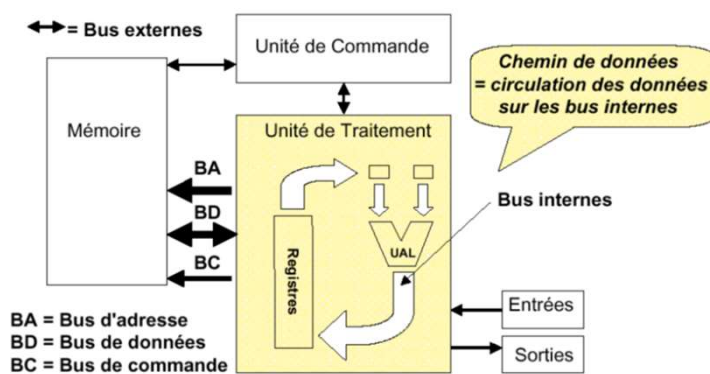 = Bus externes
Unité de Commande
Chemin de données
= circulation des données
sur les bus internes
Mémoire
Unité de Traitement
BA
BD
BC
Registres
UAL
Bus internes
Entrées
Sorties
BA = Bus d'adresse
BD = Bus de données
BC = Bus de commande